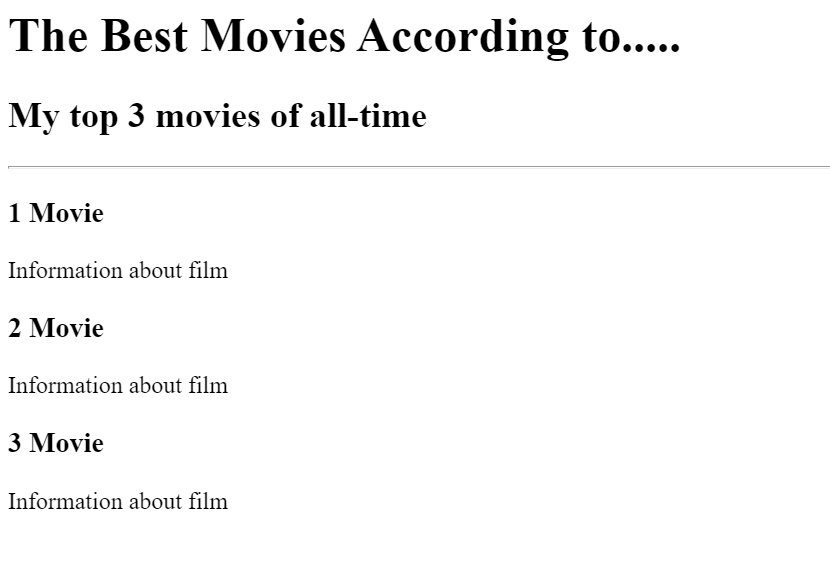 The Best Movies According to.....
My top 3 movies of all-time
1 Movie
Information about film
2 Movie
Information about film
3 Movie
Information about film